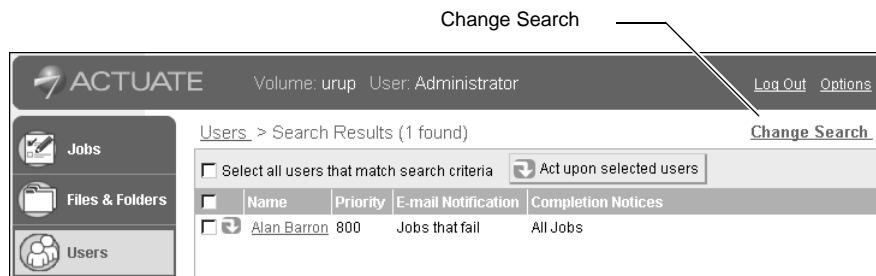 Change Search
ACTUATE Volume: urup User: Administrator Log Out Options
Jobs
Users > Search Results (1 found) Change Search
Select all users that match search criteria Act upon selected users
Files & Folders
Name Priority E-mail Notification Completion Notices
Alan Barron 800 Jobs that fail All Jobs
Users